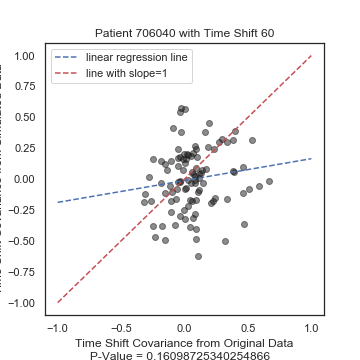 Patient 706040 with Time Shift 60
linear regression line
line with slope=1
1.00
0.75
0.50
0.25
0.00
−0.25
−0.50
−0.75
−1.00
−1.0 −0.5 0.0 0.5 1.0
Time Shift Covariance from Original Data
P-Value = 0.16098725340254866